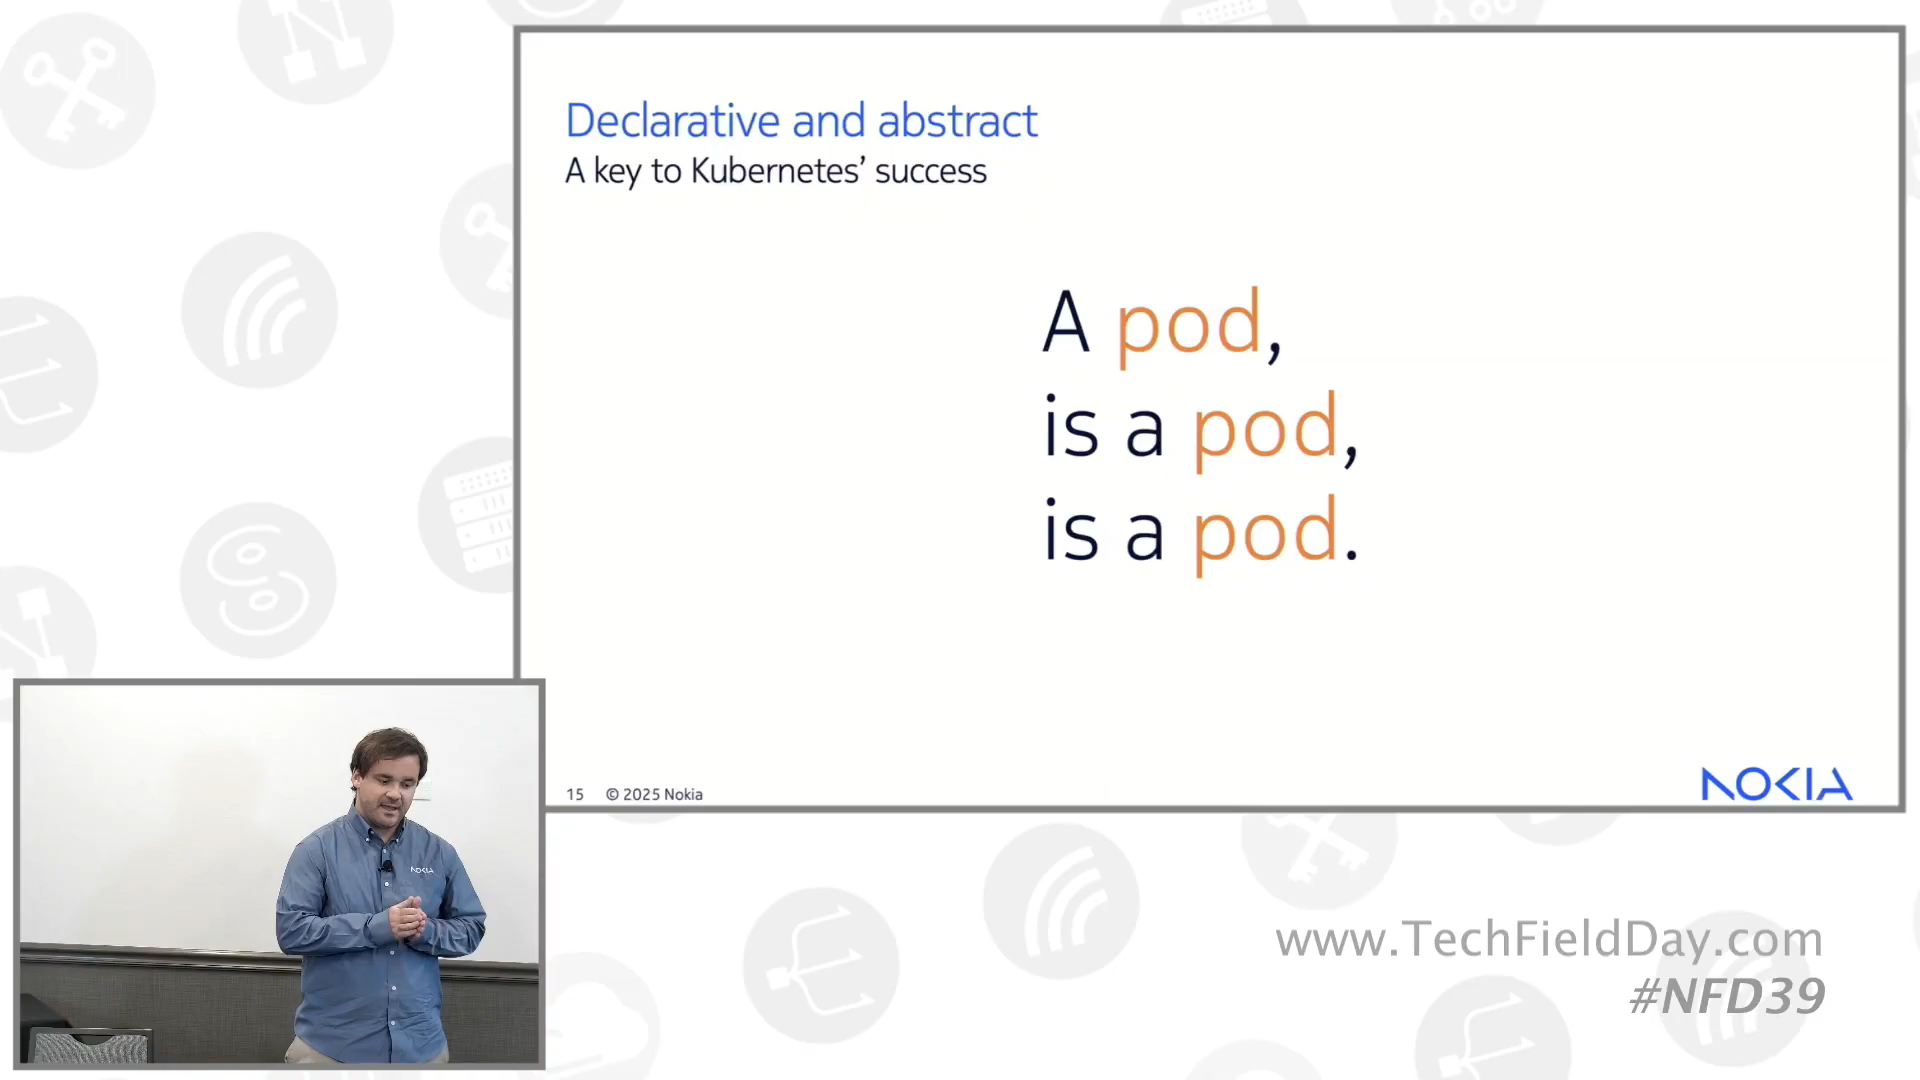 Declarative and abstract
A key to Kubernetes’ success
A pod,
is a pod,
is a pod.
15 © 2025 Nokia
NOKIA
NOKIA
www.TechFieldDay.com
#NFD39